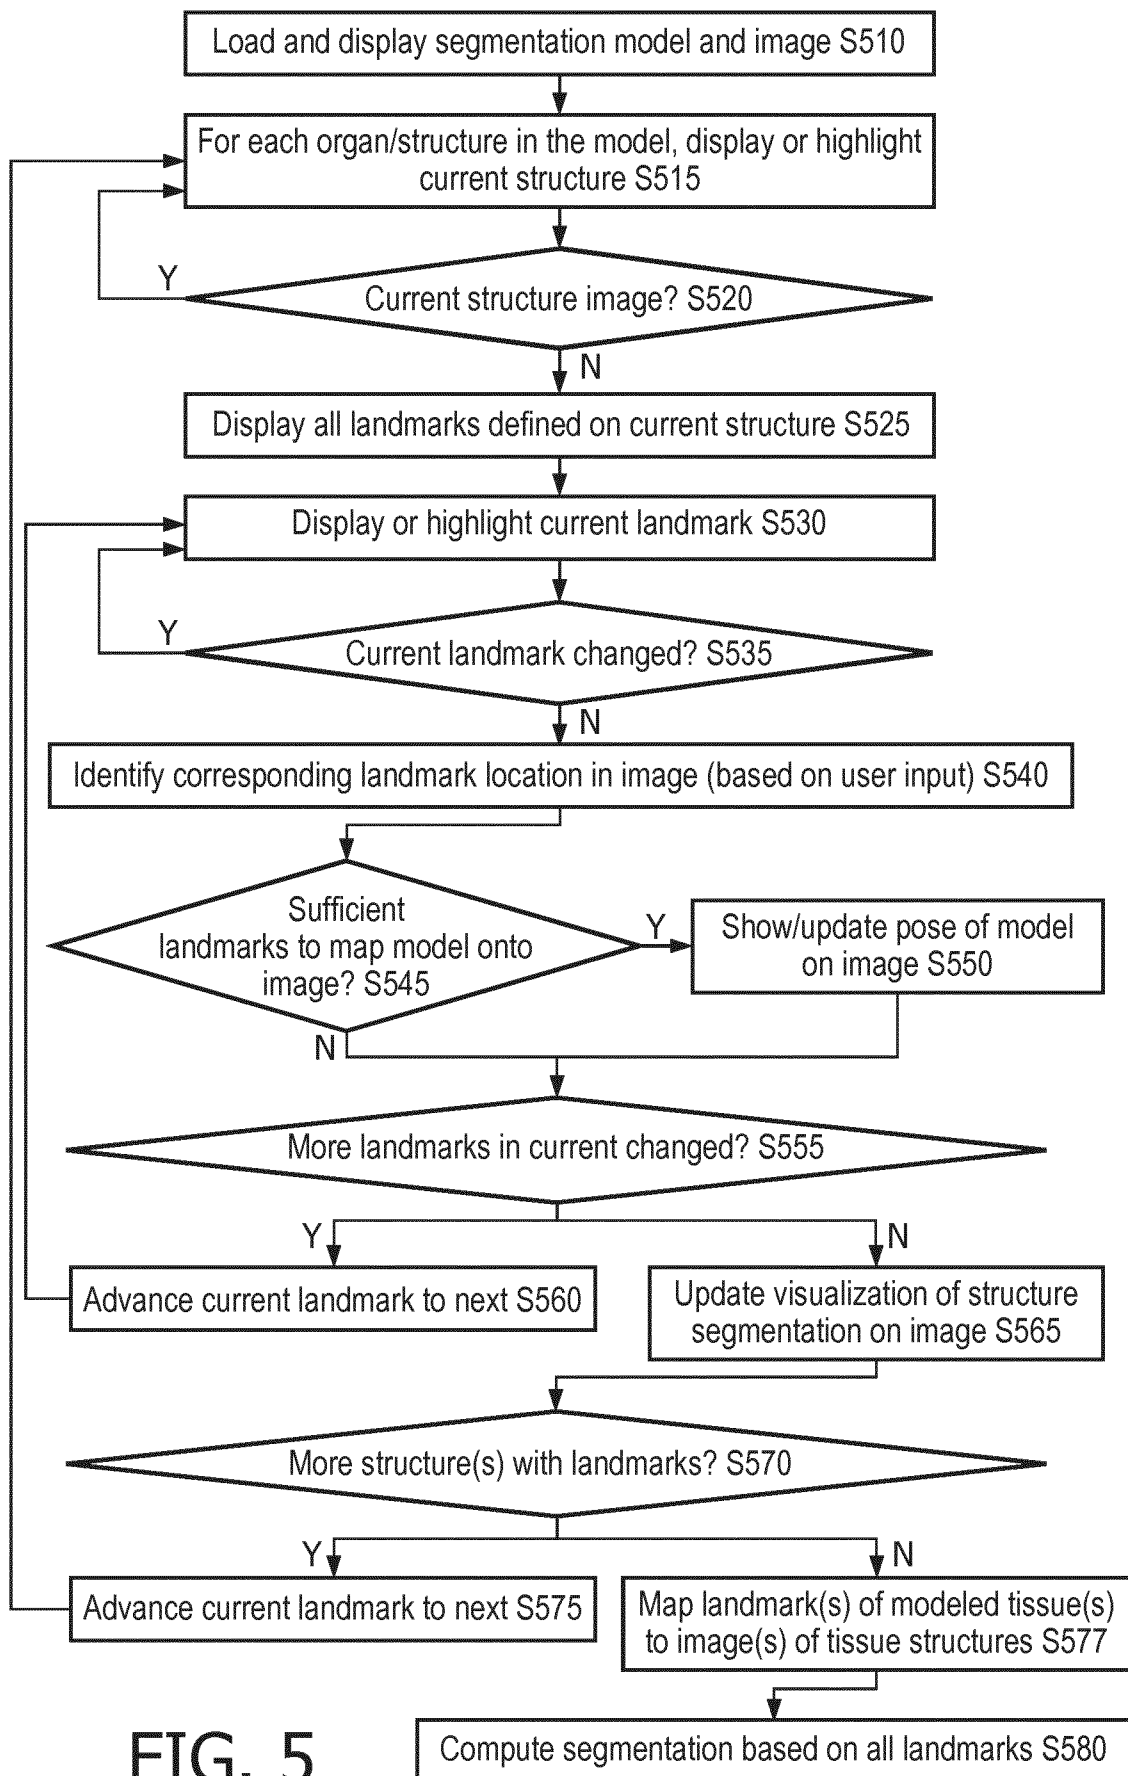 Load and display segmentation model and image S510
For each organ/structure in the model, display or highlight
current structure S515
Y
Current structure image? S520
N
Display all landmarks defined on current structure S525
Display or highlight current landmark S530
Y
Current landmark changed? S535
N
Identify corresponding landmark location in image (based on user input) S540
Sufficient
landmarks to map model onto
image? S545
Y
Show/update pose of model
on image S550
N
More landmarks in current changed? S555
Y
N
Advance current landmark to next S560
Update visualization of structure
segmentation on image S565
More structure(s) with landmarks? S570
Y
N
Advance current landmark to next S575
Map landmark(s) of modeled tissue(s)
to image(s) of tissue structures S577
Compute segmentation based on all landmarks S580
FIG. 5